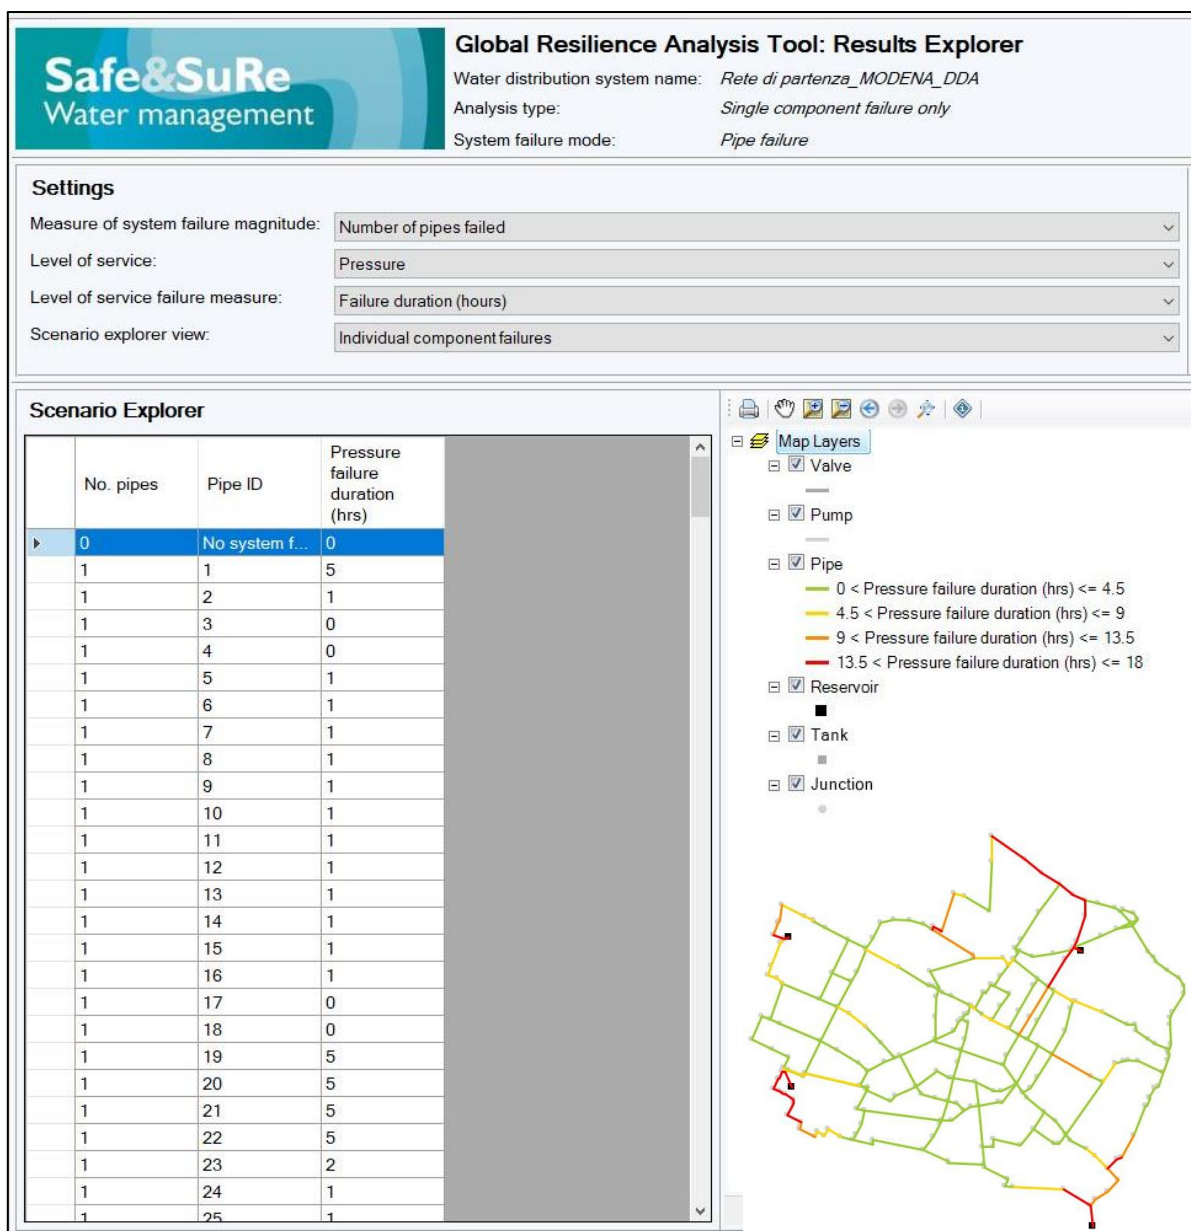 Safe&SuRe
Water management
Global Resilience Analysis Tool: Results Explorer
Water distribution system name: Rete di partenza_MODENA_DDA
Analysis type: Single component failure only
System failure mode: Pipe failure
Settings
Measure of system failure magnitude: Number of pipes failed
Level of service: Pressure
Level of service failure measure: Failure duration (hours)
Scenario explorer view: Individual component failures
Scenario Explorer
No. pipes Pipe ID Pressure failure duration (hrs)
0 No system f... 0
1 1 5
1 2 1
1 3 0
1 4 0
1 5 1
1 6 1
1 7 1
1 8 1
1 9 1
1 10 1
1 11 1
1 12 1
1 13 1
1 14 1
1 15 1
1 16 1
1 17 0
1 18 0
1 19 5
1 20 5
1 21 5
1 22 5
1 23 2
1 24 1
1 25 1
Map Layers
Valve
Pump
Pipe
0 < Pressure failure duration (hrs) <= 4.5
4.5 < Pressure failure duration (hrs) <= 9
9 < Pressure failure duration (hrs) <= 13.5
13.5 < Pressure failure duration (hrs) <= 18
Reservoir
Tank
Junction